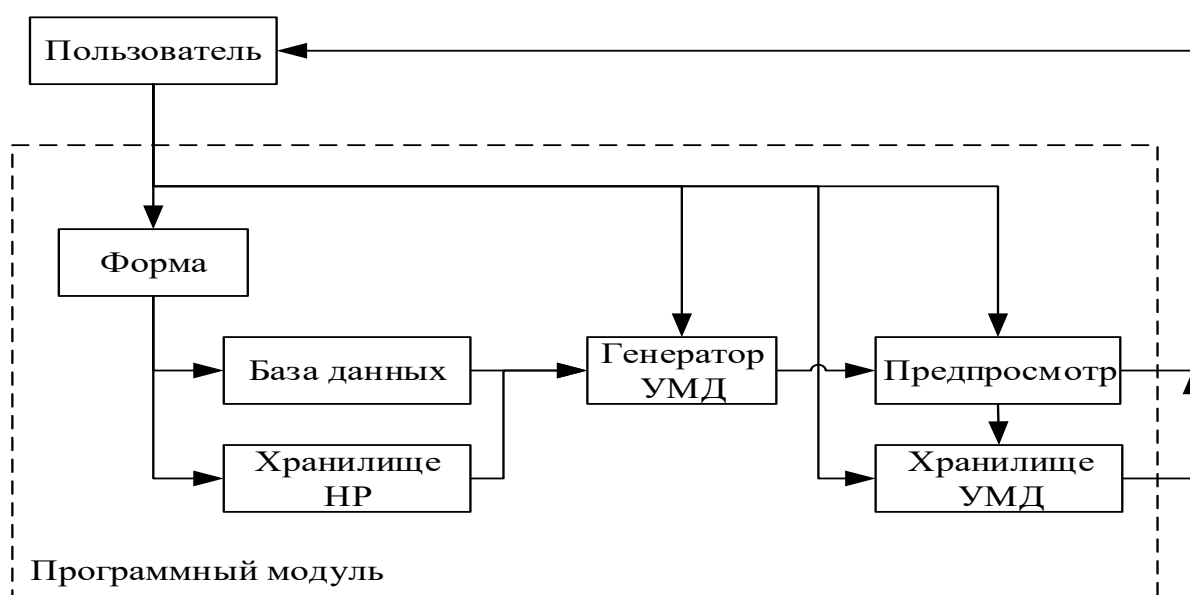 Пользователь
Форма
База данных
Генератор
УМД
Предпросмотр
Хранилище
НР
Хранилище
УМД
Программный модуль